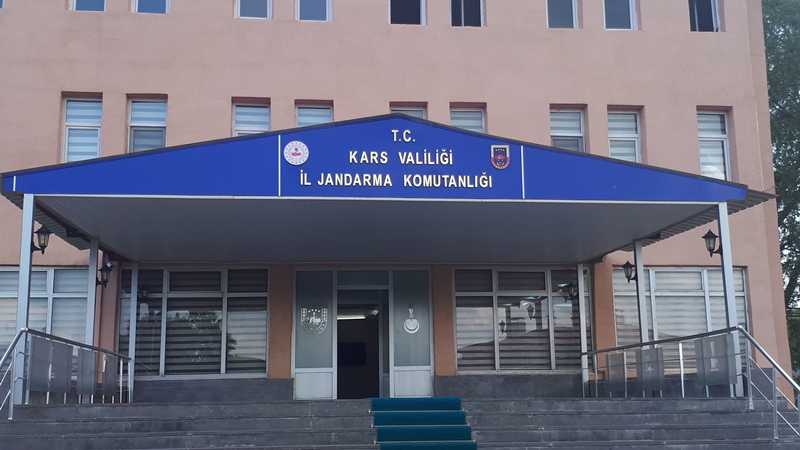 T.C.
KARS VALİLİĞİ
İL JANDARMA KOMUTANLIĞI